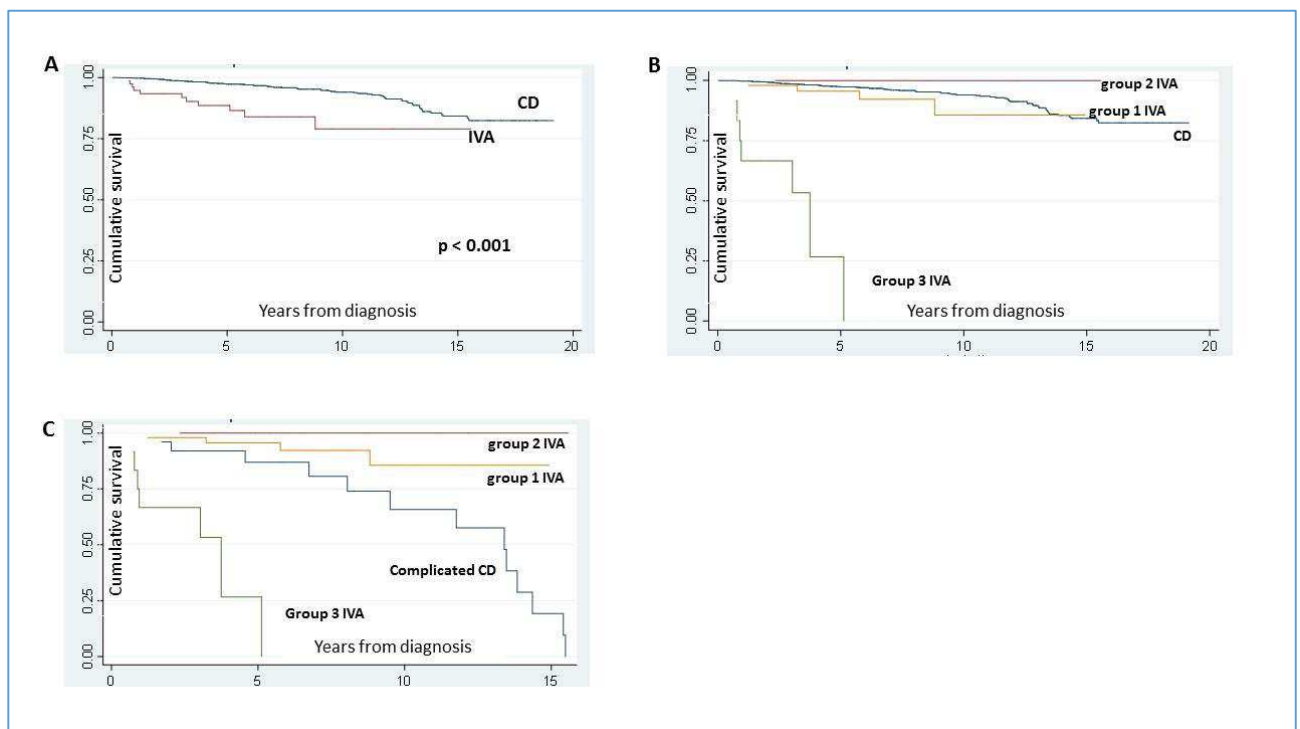 A
1.00
0.75
0.50
0.25
0.00
Cumulative survival
CD
IVA
p < 0.001
Years from diagnosis
0 5 10 15 20
B
1.00
0.75
0.50
0.25
0.00
Cumulative survival
group 2 IVA
group 1 IVA
CD
Group 3 IVA
Years from diagnosis
0 5 10 15 20
C
1.00
0.75
0.50
0.25
0.00
Cumulative survival
group 2 IVA
group 1 IVA
Complicated CD
Group 3 IVA
Years from diagnosis
0 5 10 15